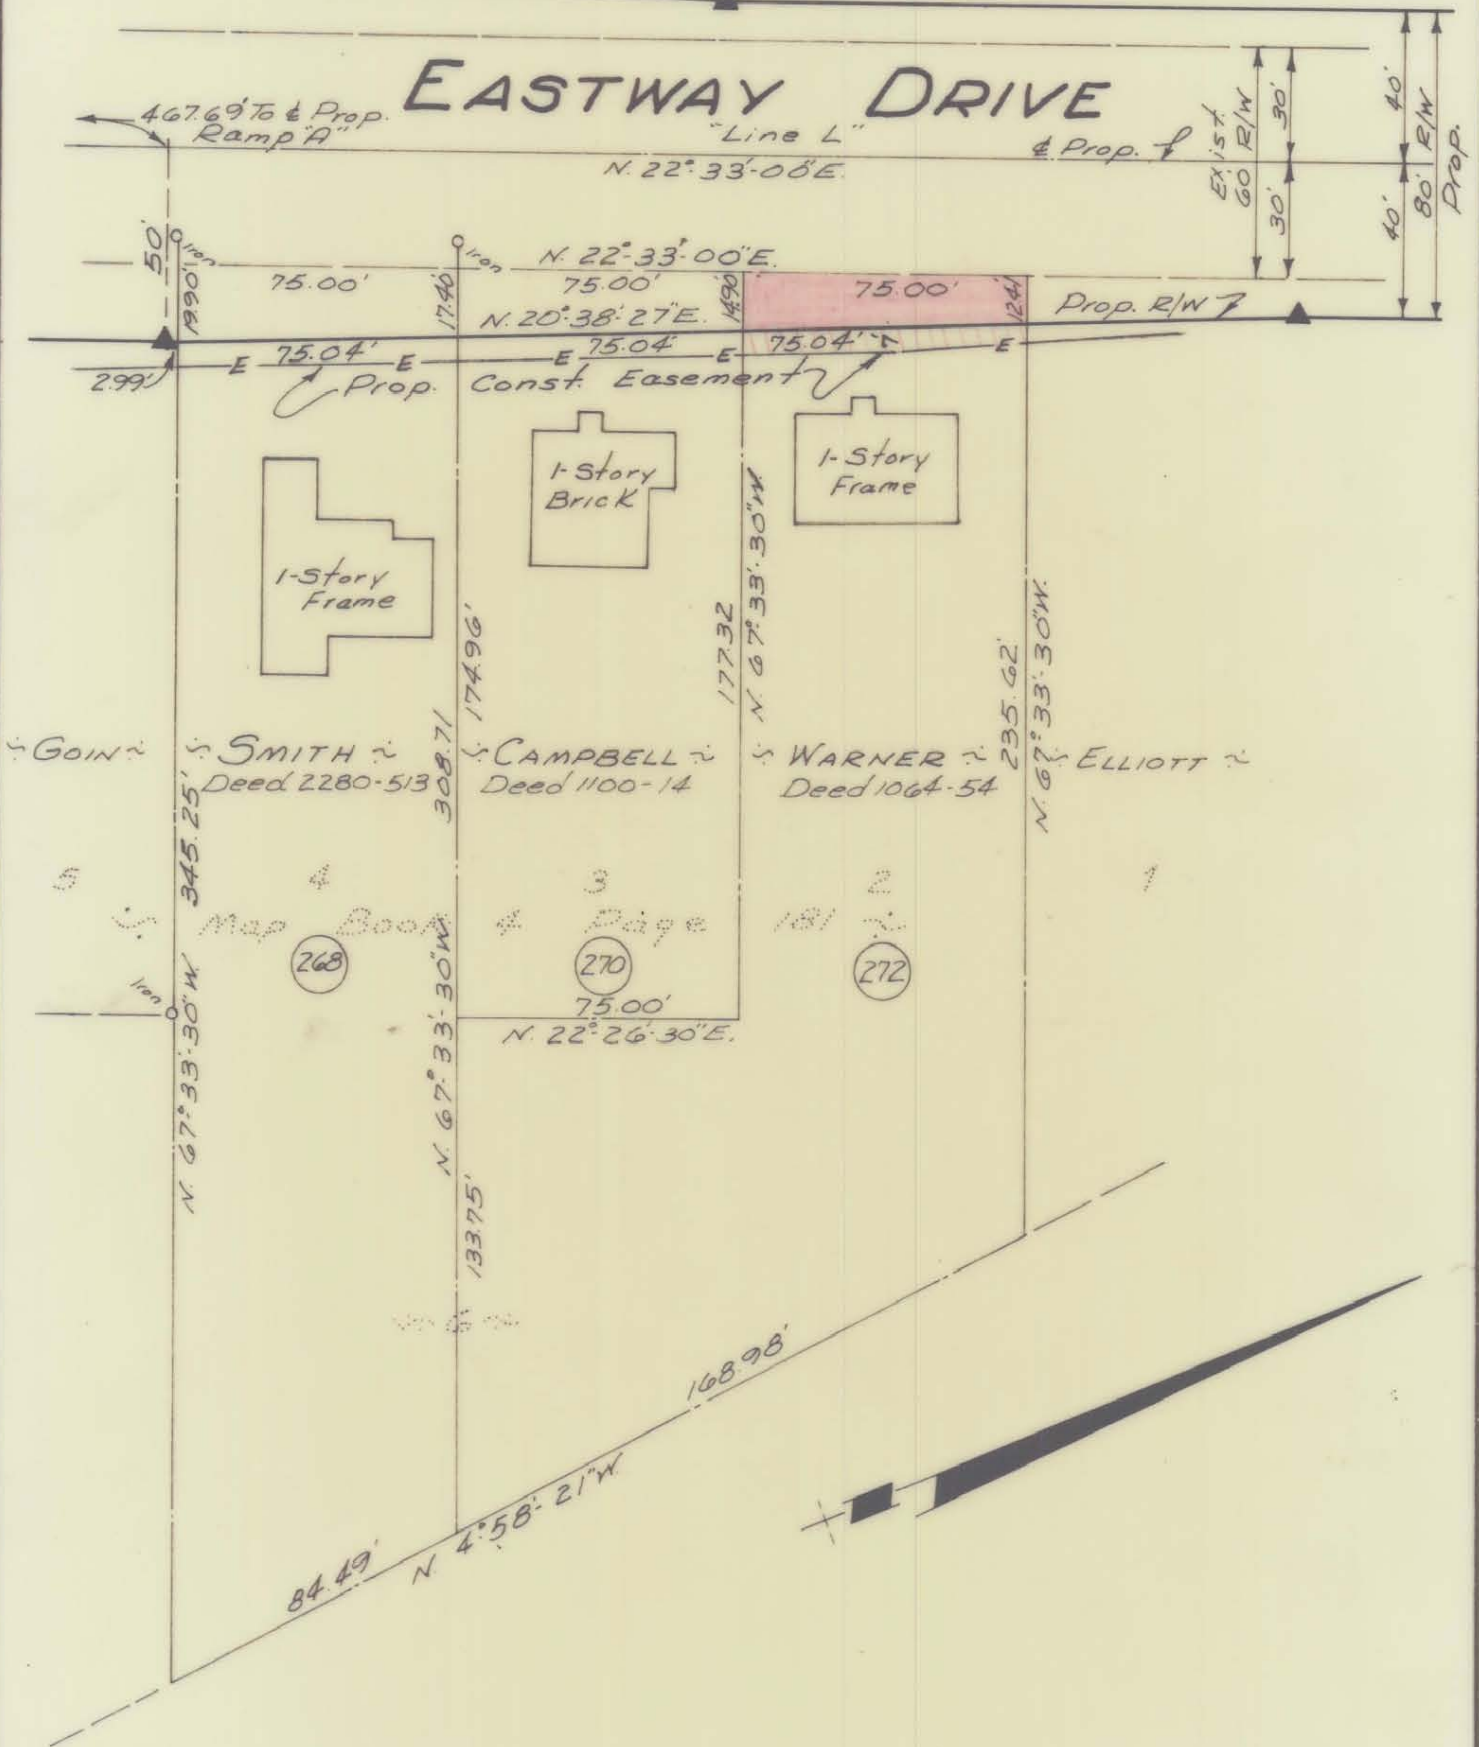 EASTWAY DRIVE
467.69' To ℄ Prop.
Ramp "A"
"Line L"
℄ Prop.
N. 22°-33'-00"E.
Exist.
60' R/W
30'
30'
40'
40'
80' R/W
Prop.
50'
19.90'
Iron
Iron
N. 22°-33'-00"E.
75.00'
17.40'
75.00'
14.90'
75.00'
12.41'
N. 20°-38'-27"E.
Prop. R/W
2.99'
E 75.04' E
E 75.04' E
75.04' 7' E
Prop. Const. Easement
1-Story
Frame
1-Story
Brick
1-Story
Frame
174.96'
177.32
N. 67°-33'-30"W.
235.62'
N. 67°-33'-30"W.
308.71
345.25'
GOIN
SMITH
Deed 2280-513
CAMPBELL
Deed 1100-14
WARNER
Deed 1064-54
ELLIOTT
5
4
3
2
1
Map Book 4 Page 181
268
270
272
Iron
75.00'
N. 22°-26'-30"E.
N. 67°-33'-30"W
N. 67°-33'-30"W.
133.75'
6
168.98'
N. 4°-58'-21"W
84.49'